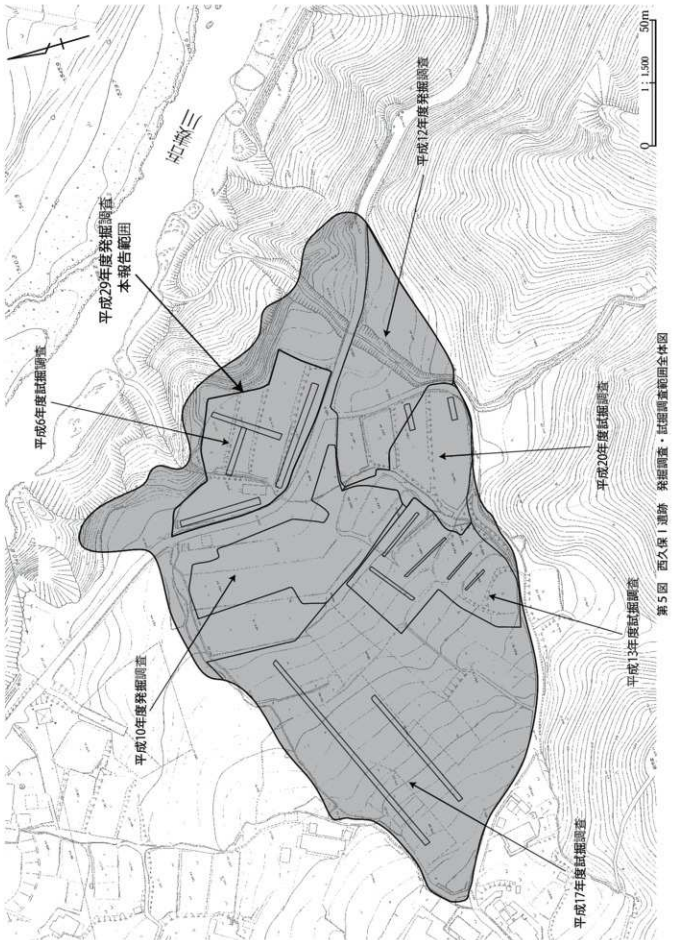 平成29年度発掘調査
本報告範囲
吾妻川
平成6年度試掘調査
平成12年度発掘調査
平成10年度発掘調査
平成20年度試掘調査
平成13年度試掘調査
平成17年度試掘調査
0
1：1,500
50m
第5図 西久保Ⅰ遺跡 発掘調査・試掘調査範囲全体図